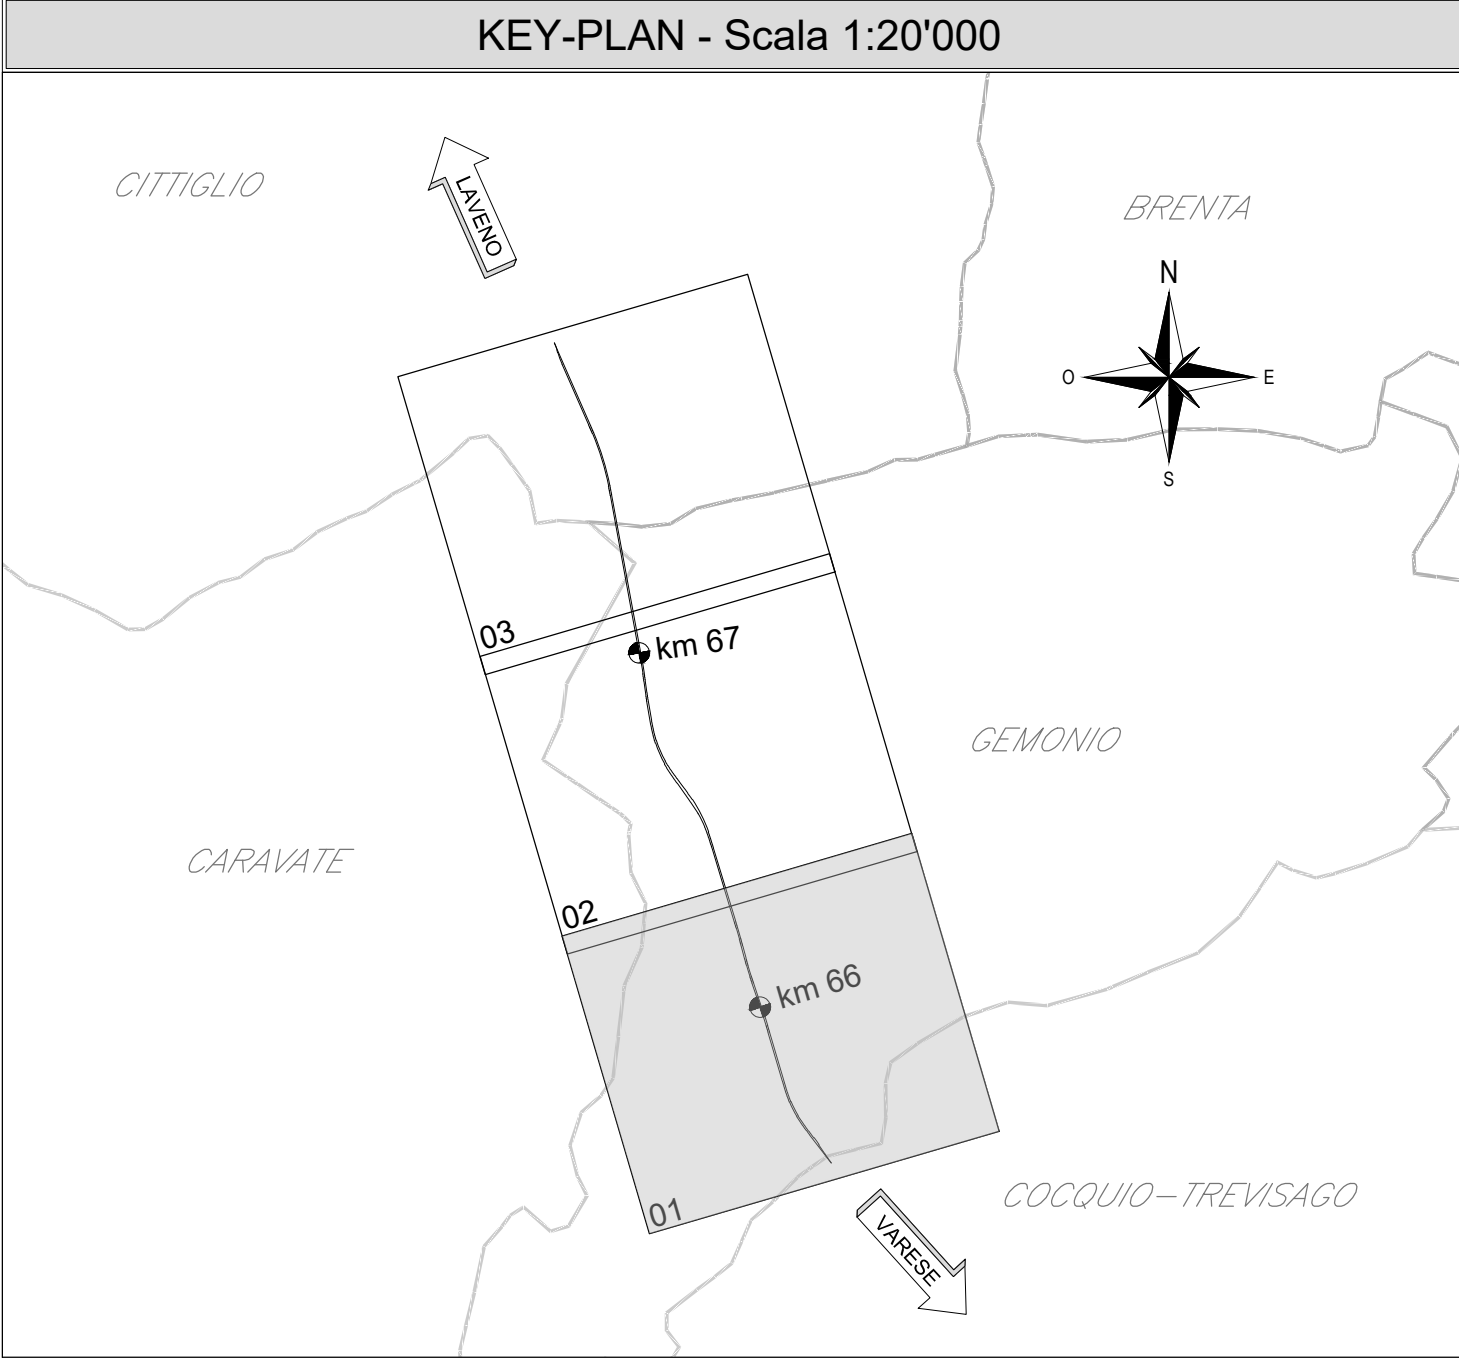 KEY-PLAN - Scala 1:20'000
CITTIGLIO
LAVENO
BRENTA
N
O
E
S
03
km 67
GEMONIO
CARAVATE
02
km 66
01
COCQUIO-TREVISAGO
VARESE